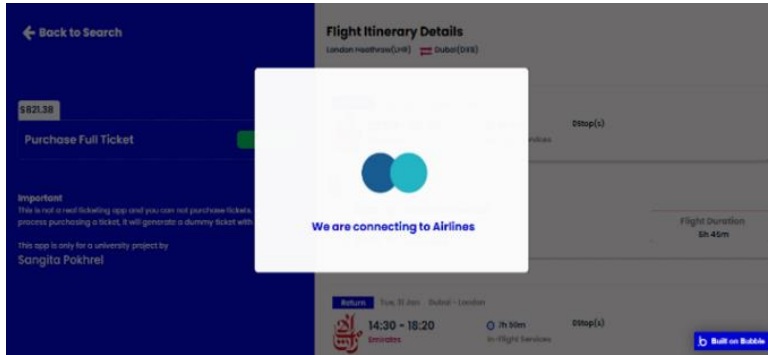 Back to Search
$821.38
Purchase Full Ticket
Important
This is not a real ticketing app and you can not purchase tickets.
process purchasing a ticket, it will generate a dummy ticket with
This app is only for a university project by
Sangita Pokhrel
Flight Itinerary Details
London Heathrow(LHR) Dubai(DXB)
0Stop(s)
We are connecting to Airlines
Flight Duration
Return Tue, 31 Jan Dubai - London
14:30 - 18:20 7h 50m 0Stop(s)
Emirates In-Flight Services
Built on Bubble